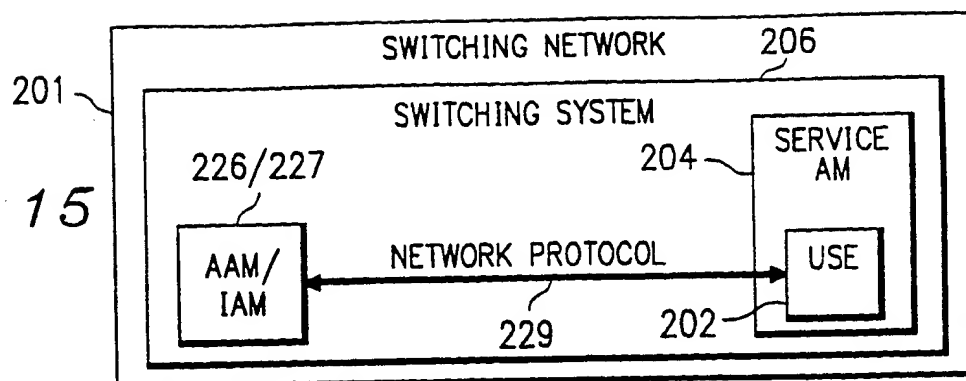 SWITCHING NETWORK
206
201
SWITCHING SYSTEM
204
SERVICE
AM
226/227
15
AAM/
IAM
NETWORK PROTOCOL
USE
229
202